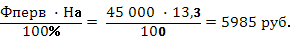 Фперв · На / 100% = 45 000 · 13,3 / 100 = 5985 руб.